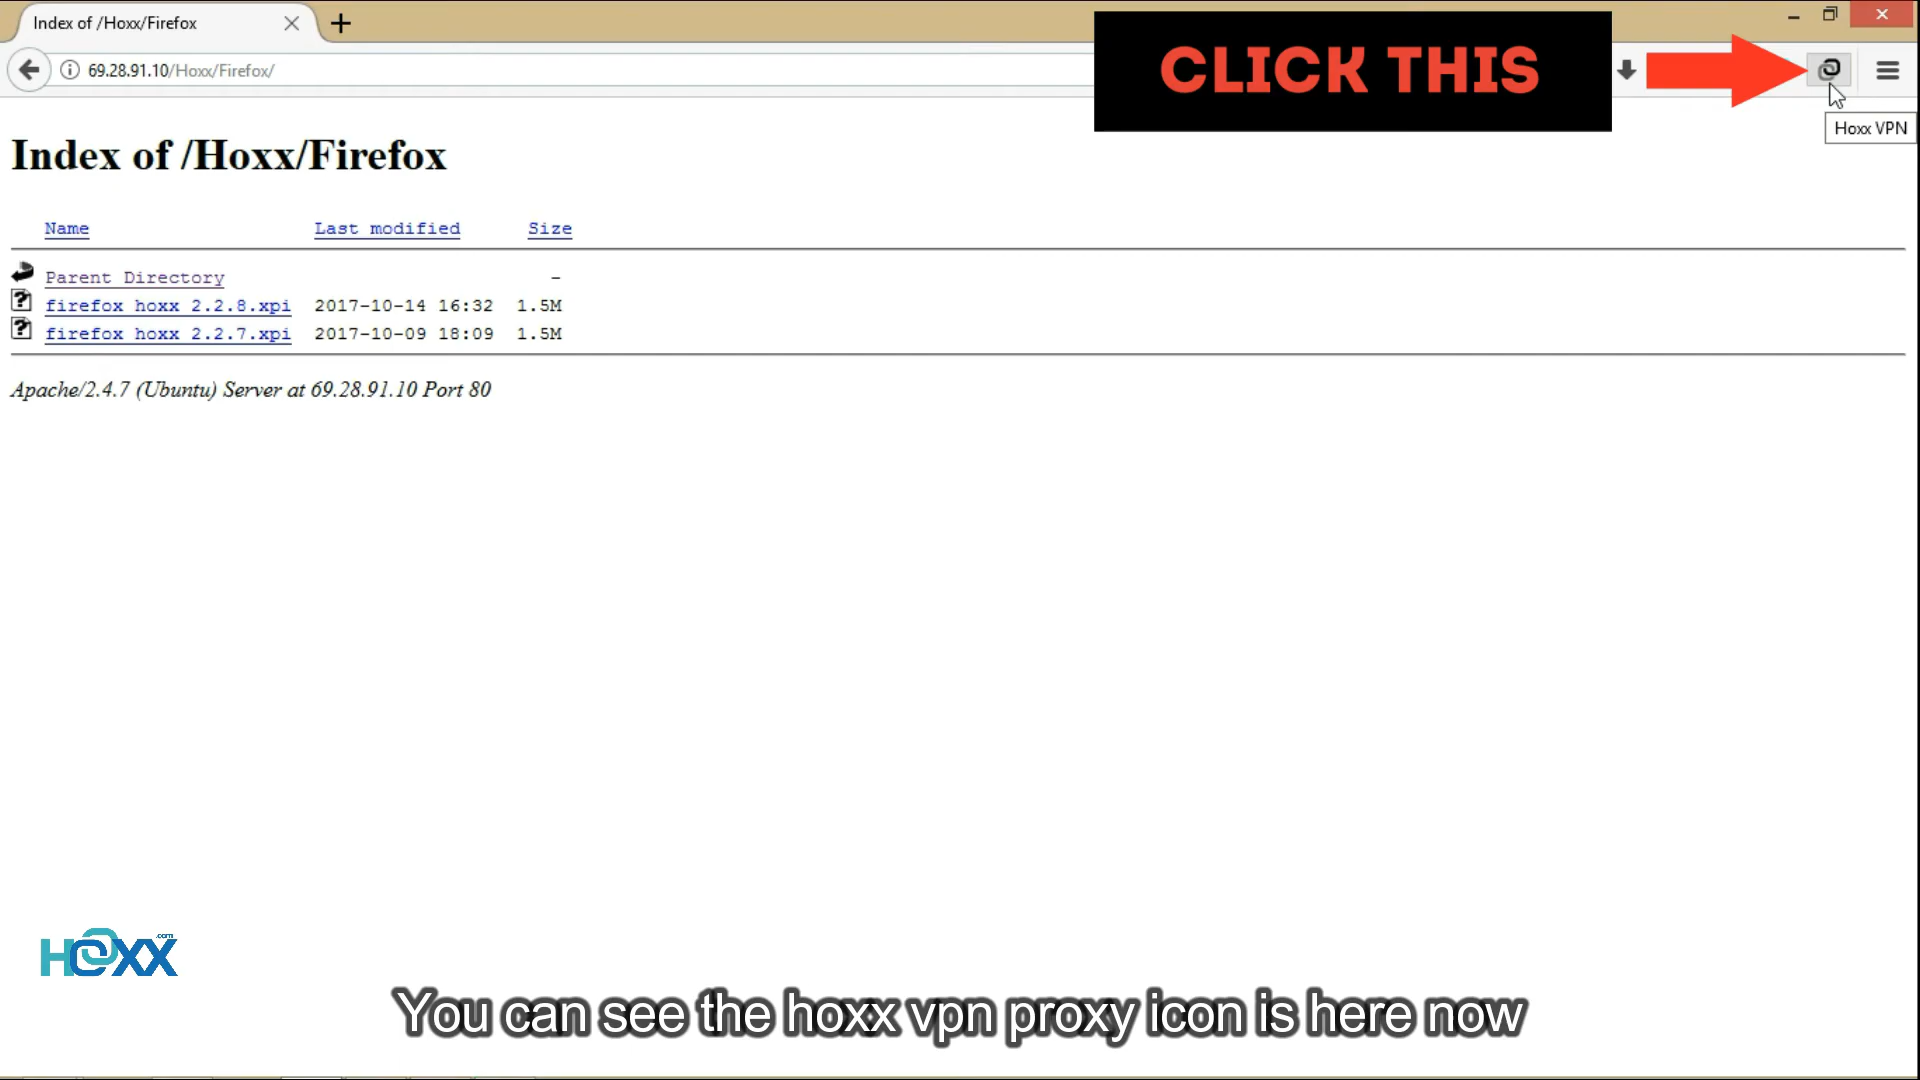 Index of /Hoxx/Firefox
69.28.91.10/Hoxx/Firefox/
CLICK THIS
Hoxx VPN
Index of /Hoxx/Firefox
Name Last modified Size
Parent Directory -
firefox hoxx 2.2.8.xpi 2017-10-14 16:32 1.5M
firefox hoxx 2.2.7.xpi 2017-10-09 18:09 1.5M
Apache/2.4.7 (Ubuntu) Server at 69.28.91.10 Port 80
HOXX.com
You can see the hoxx vpn proxy icon is here now